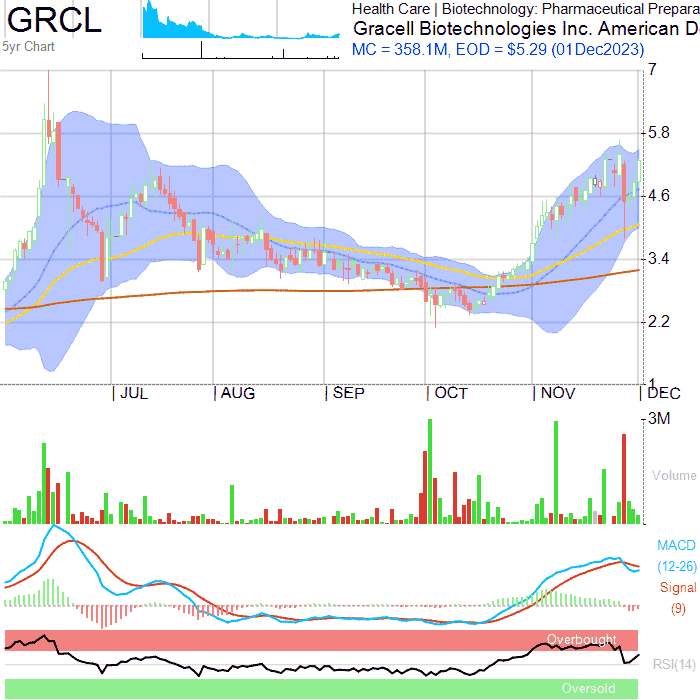 GRCL
5yr Chart
Health Care | Biotechnology: Pharmaceutical Prepara
Gracell Biotechnologies Inc. American D
MC = 358.1M, EOD = $5.29 (01Dec2023)
7
5.8
4.6
3.4
2.2
1
JUL
AUG
SEP
OCT
NOV
DEC
3M
Volume
MACD
(12-26)
Signal
(9)
Overbought
RSI(14)
Oversold